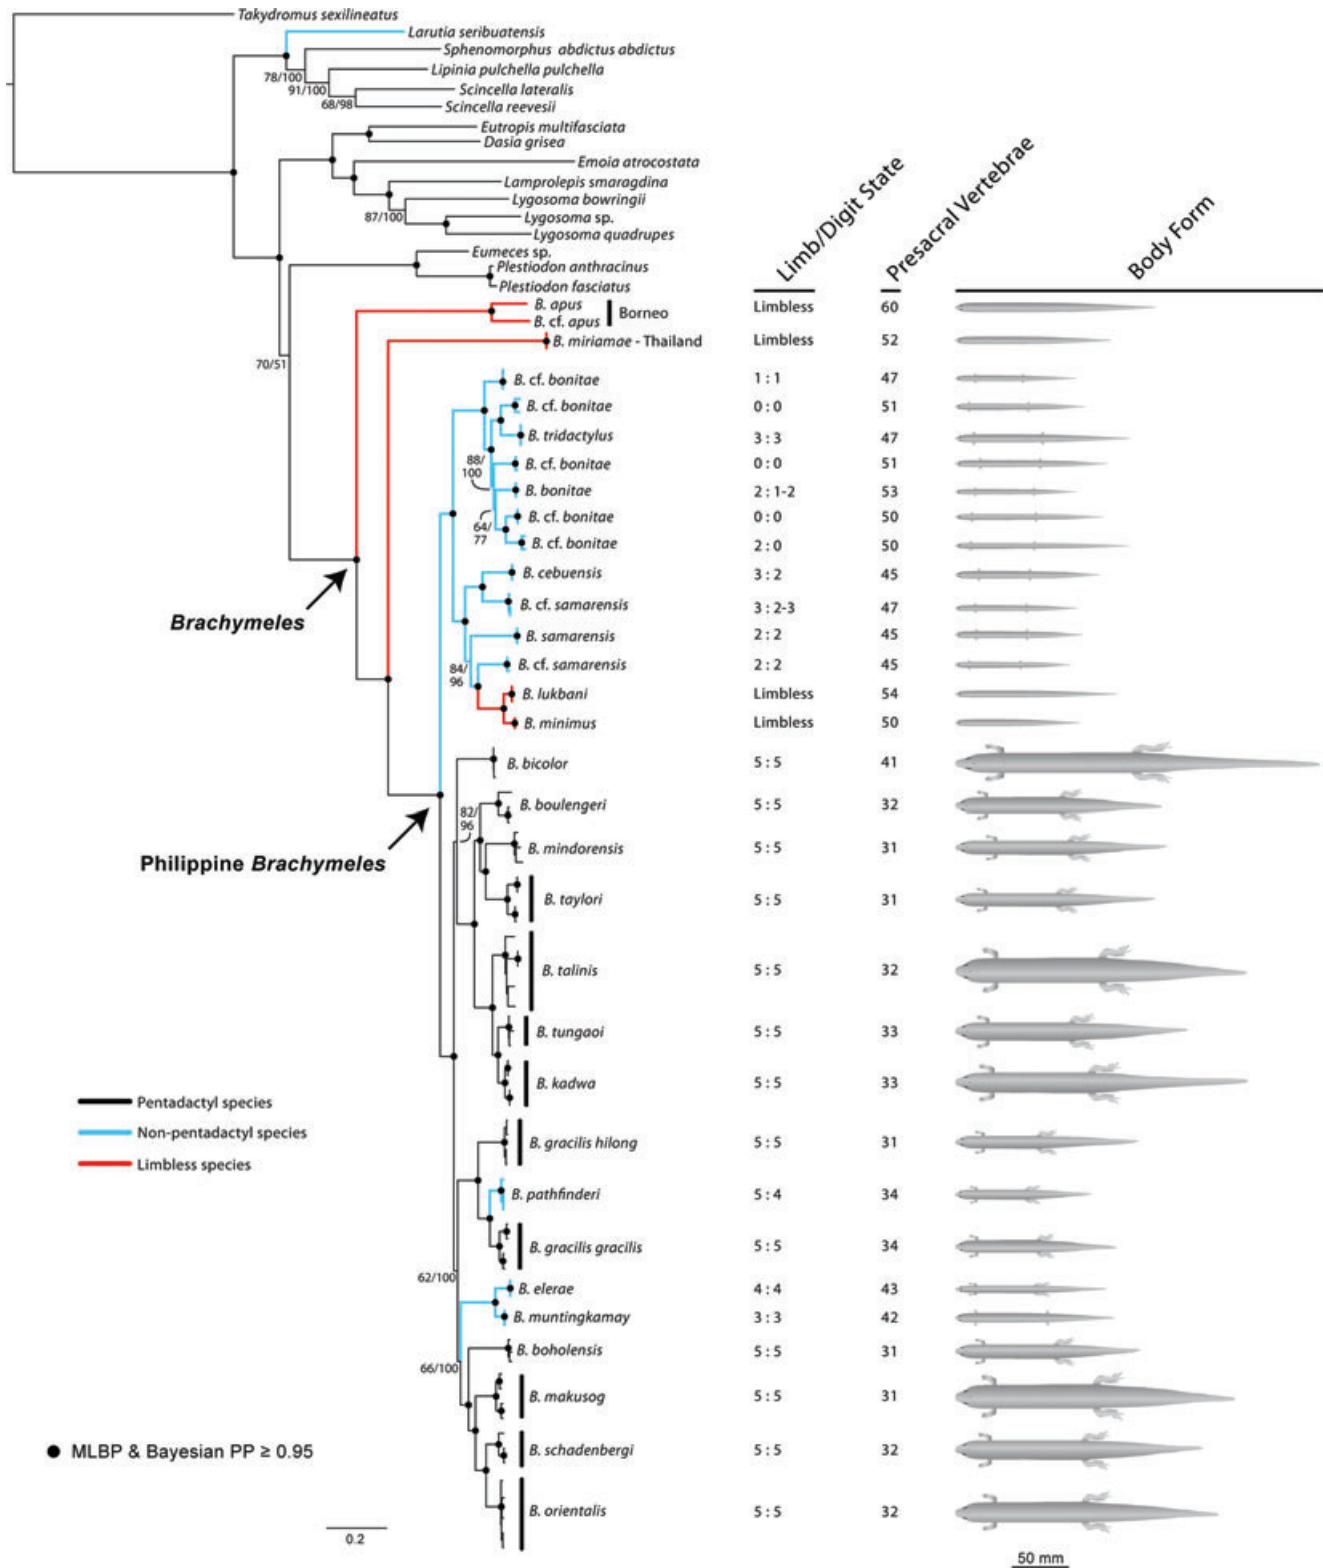 Takydromus sexilineatus
Larutia seribuatensis
Sphenomorphus abdictus abdictus
78/100
Lipinia pulchella pulchella
91/100
Scincella lateralis
68/98
Scincella reevesii
Eutropis multifasciata
Dasia grisea
Emoia atrocostata
Lamprolepis smaragdina
Lygosoma bowringii
87/100
Lygosoma sp.
Lygosoma quadrupes
Eumeces sp.
Plestiodon anthracinus
Plestiodon fasciatus
Limb/Digit State
Presacral Vertebrae
Body Form
B. apus Limbless 60
B. cf. apus
Borneo
B. miriamae - Thailand Limbless 52
70/51
B. cf. bonitae 1 : 1 47
B. cf. bonitae 0 : 0 51
B. tridactylus 3 : 3 47
88/
100
B. cf. bonitae 0 : 0 51
B. bonitae 2 : 1-2 53
64/
77
B. cf. bonitae 0 : 0 50
B. cf. bonitae 2 : 0 50
B. cebuensis 3 : 2 45
B. cf. samarensis 3 : 2-3 47
Brachymeles
B. samarensis 2 : 2 45
B. cf. samarensis 2 : 2 45
84/
96
B. lukbani Limbless 54
B. minimus Limbless 50
B. bicolor 5 : 5 41
B. boulengeri 5 : 5 32
82/
96
B. mindorensis 5 : 5 31
Philippine Brachymeles
B. taylori 5 : 5 31
B. talinis 5 : 5 32
B. tungaoi 5 : 5 33
B. kadwa 5 : 5 33
Pentadactyl species
Non-pentadactyl species
Limbless species
B. gracilis hilong 5 : 5 31
B. pathfinderi 5 : 4 34
B. gracilis gracilis 5 : 5 34
62/100
B. elerae 4 : 4 43
B. muntingkamay 3 : 3 42
B. boholensis 5 : 5 31
66/100
B. makusog 5 : 5 31
B. schadenbergi 5 : 5 32
MLBP & Bayesian PP ≥ 0.95
B. orientalis 5 : 5 32
0.2
50 mm